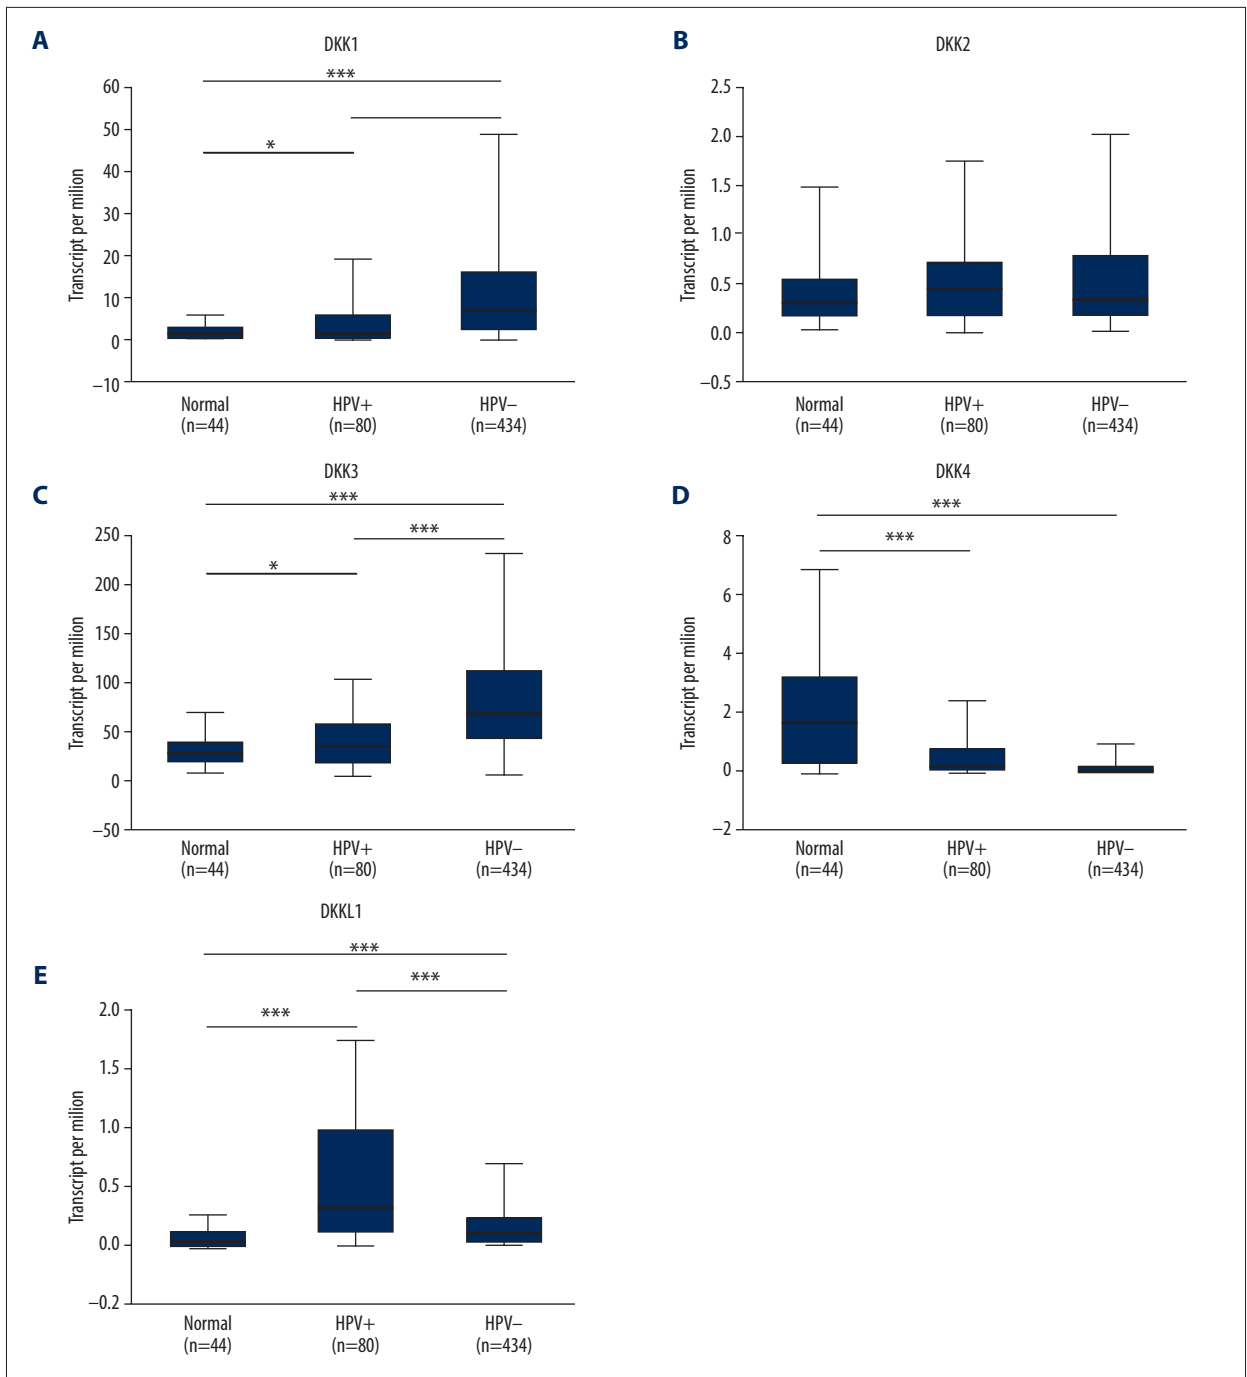 A
DKK1
***
*
60
50
40
30
20
10
0
–10
Transcript per milion
Normal
(n=44)
HPV+
(n=80)
HPV–
(n=434)
B
DKK2
2.5
2.0
1.5
1.0
0.5
0.0
–0.5
Transcript per milion
Normal
(n=44)
HPV+
(n=80)
HPV–
(n=434)
C
DKK3
***
***
*
250
200
150
100
50
0
–50
Transcript per milion
Normal
(n=44)
HPV+
(n=80)
HPV–
(n=434)
D
DKK4
***
***
8
6
4
2
0
–2
Transcript per milion
Normal
(n=44)
HPV+
(n=80)
HPV–
(n=434)
E
DKKL1
***
***
***
2.0
1.5
1.0
0.5
0.0
–0.2
Transcript per milion
Normal
(n=44)
HPV+
(n=80)
HPV–
(n=434)